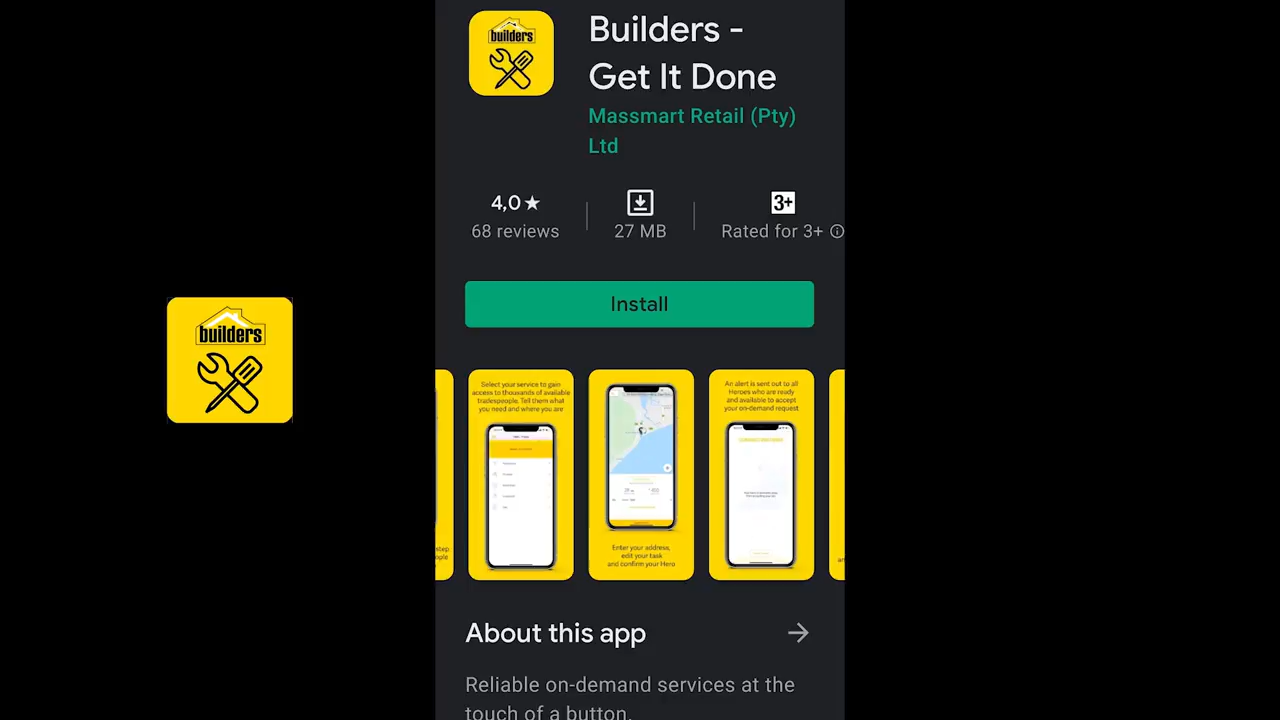 builders
Builders -
Get It Done
Massmart Retail (Pty)
Ltd
4,0★
68 reviews
27 MB
3+
Rated for 3+
Install
builders
Select your service to gain
access to thousands of available
tradespeople. Tell them what
you need and where you are
Enter your address,
edit your task
and confirm your Hero
An alert is sent out to all
Heroes who are ready
and available to accept
your on-demand request
About this app
Reliable on-demand services at the
touch of a button.